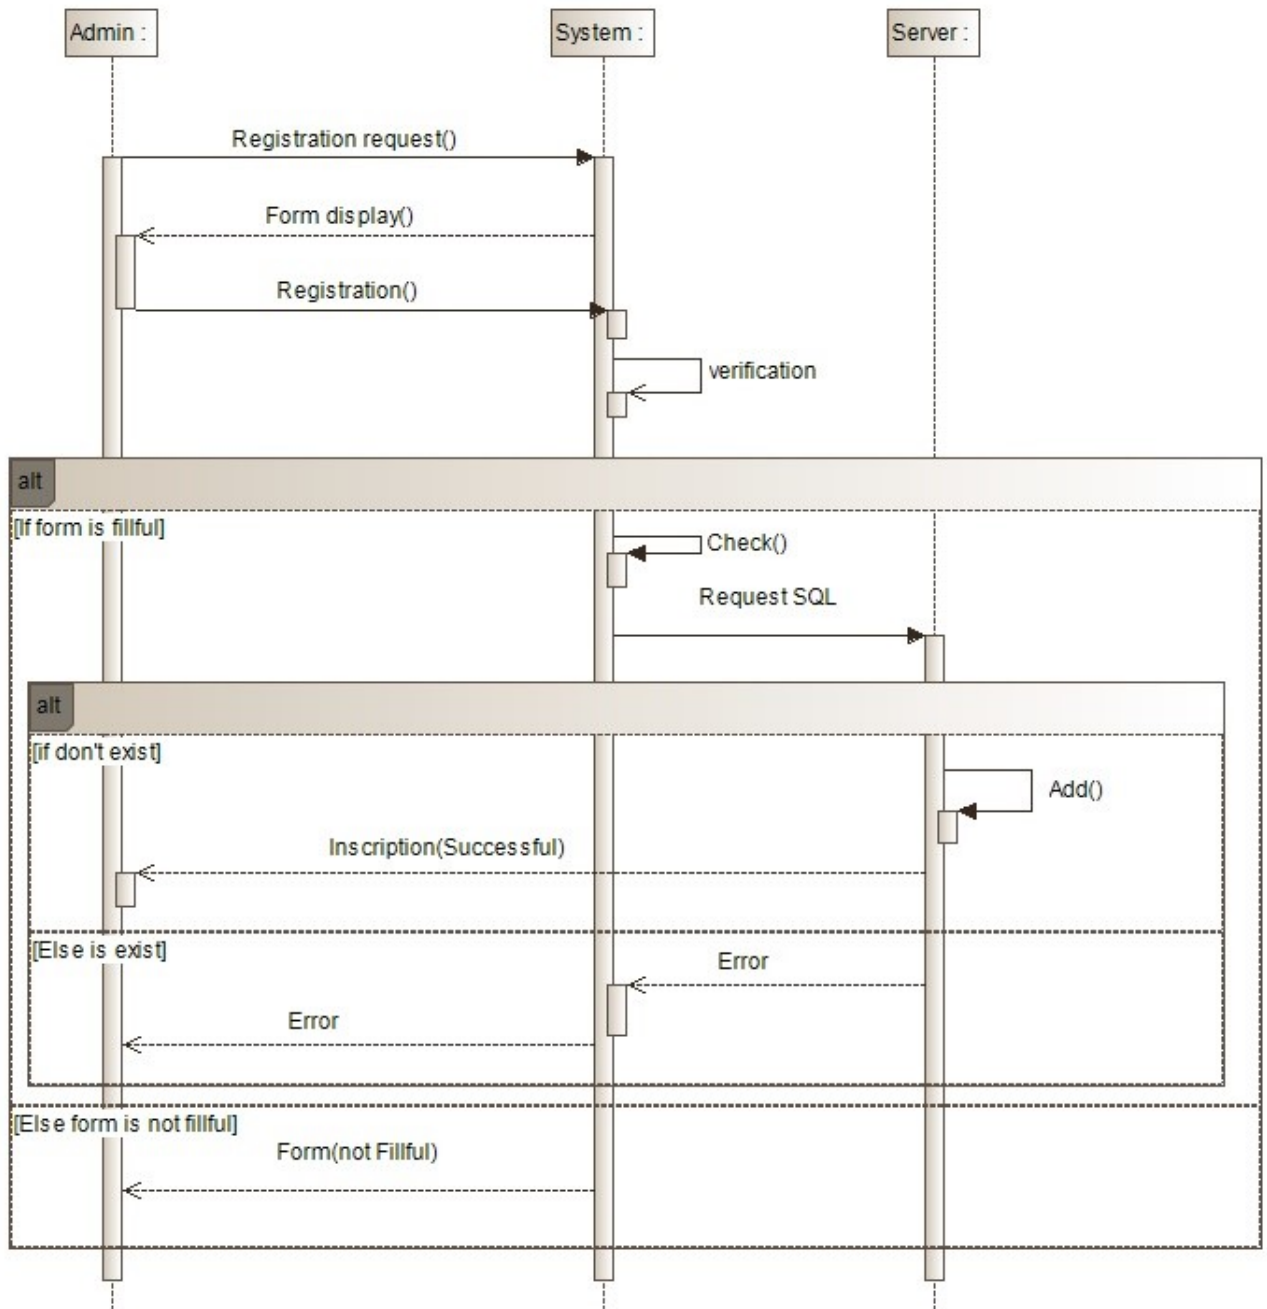 Admin :
System :
Server :
Registration request()
Form display()
Registration()
verification
alt
[If form is fillful]
Check()
Request SQL
alt
[if don't exist]
Add()
Inscription(Successful)
[Else is exist]
Error
Error
[Else form is not fillful]
Form(not Fillful)